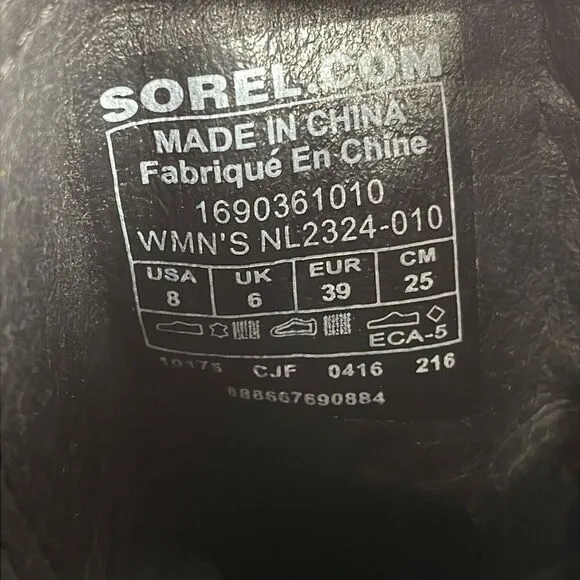 SOREL.COM
MADE IN CHINA
Fabriqué En Chine
1690361010
WMN'S NL2324-010
USA UK EUR CM
8 6 39 25
ECA-5
10175 CJF 0416 216
888667690884